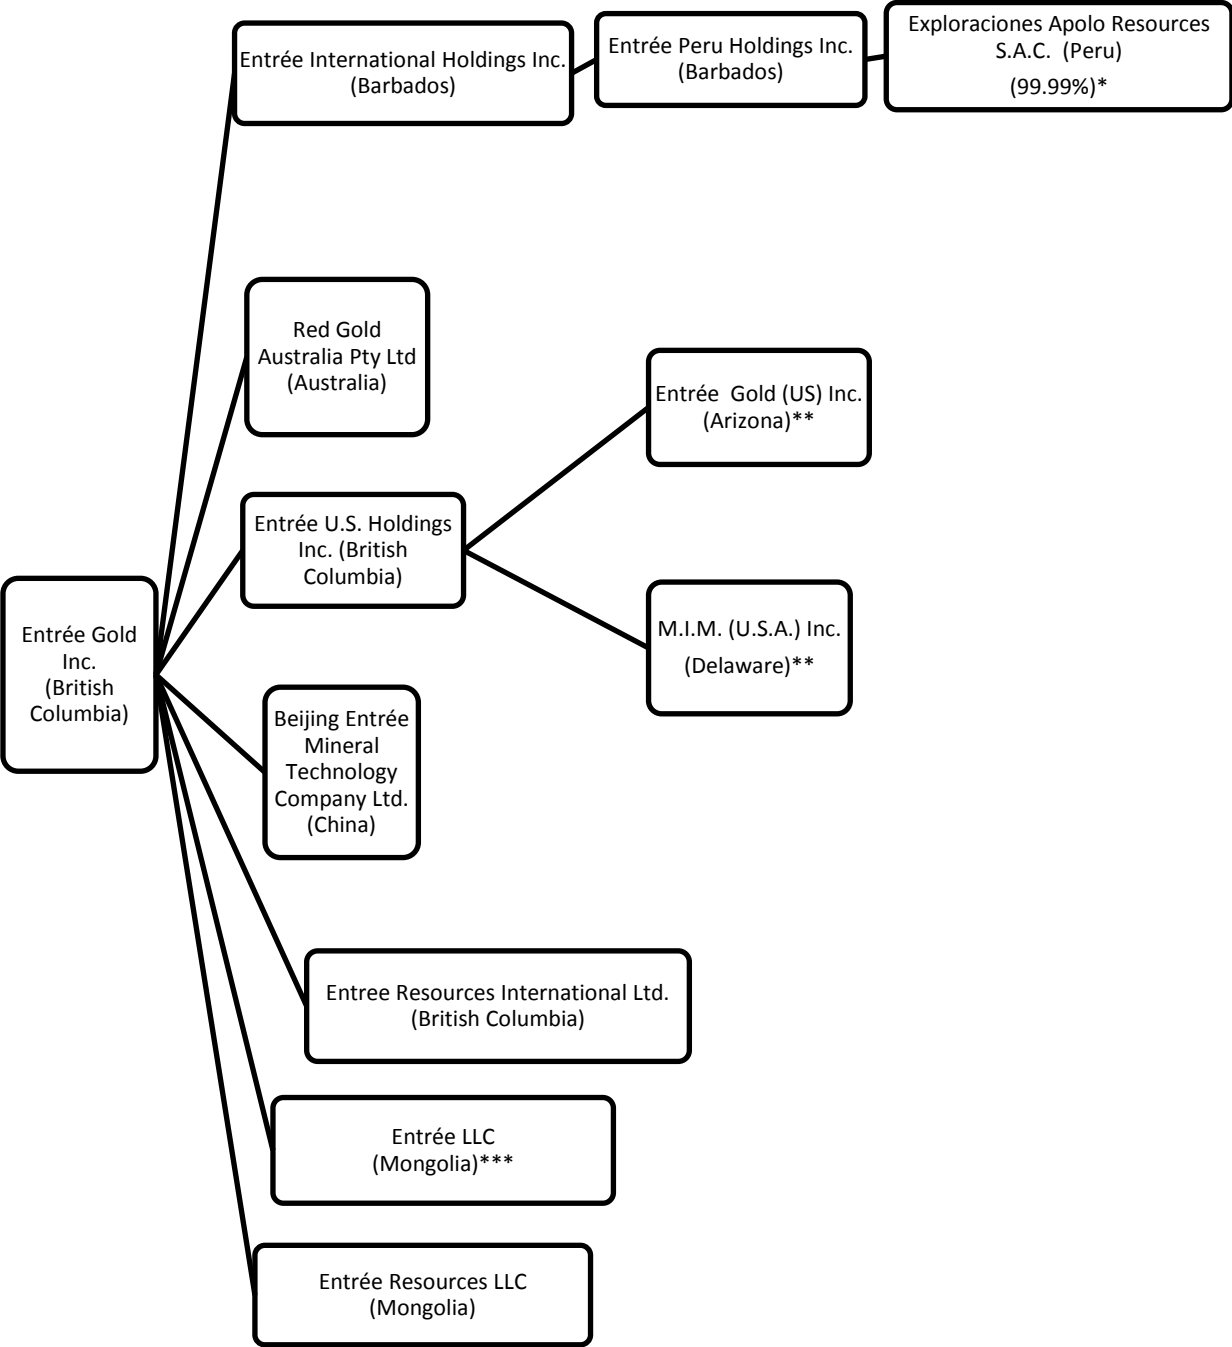 Entrée International Holdings Inc.
(Barbados)
Entrée Peru Holdings Inc.
(Barbados)
Exploraciones Apolo Resources
S.A.C. (Peru)
(99.99%)*
Red Gold
Australia Pty Ltd
(Australia)
Entrée Gold (US) Inc.
(Arizona)**
Entrée U.S. Holdings
Inc. (British
Columbia)
Entrée Gold
Inc.
(British
Columbia)
M.I.M. (U.S.A.) Inc.
(Delaware)**
Beijing Entrée
Mineral
Technology
Company Ltd.
(China)
Entree Resources International Ltd.
(British Columbia)
Entrée LLC
(Mongolia)***
Entrée Resources LLC
(Mongolia)